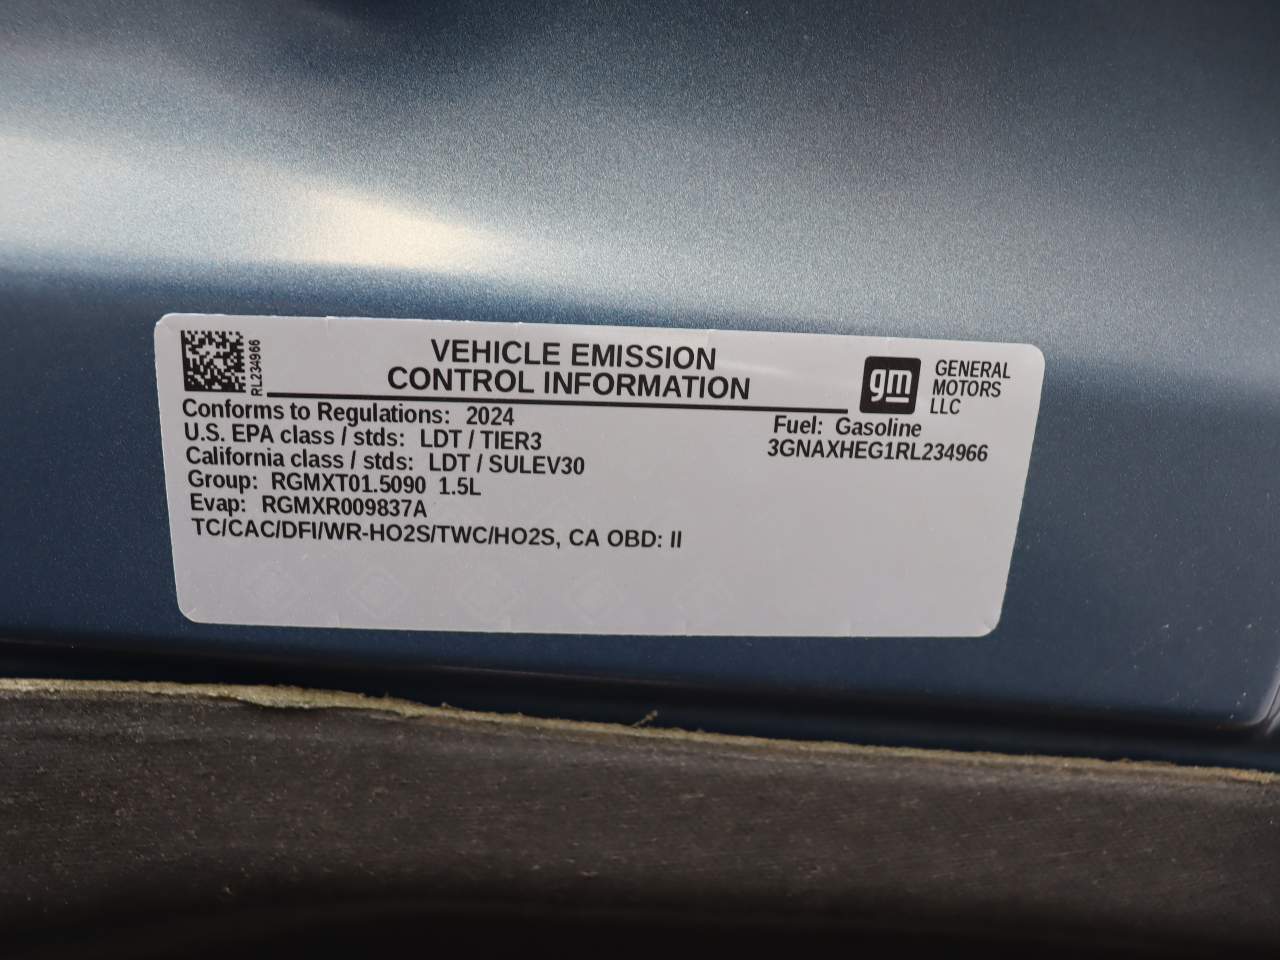 RL234966
VEHICLE EMISSION
CONTROL INFORMATION
gm
GENERAL
MOTORS
LLC
Conforms to Regulations: 2024
U.S. EPA class / stds: LDT / TIER3
California class / stds: LDT / SULEV30
Group: RGMXT01.5090 1.5L
Evap: RGMXR009837A
TC/CAC/DFI/WR-HO2S/TWC/HO2S, CA OBD: II
Fuel: Gasoline
3GNAXHEG1RL234966